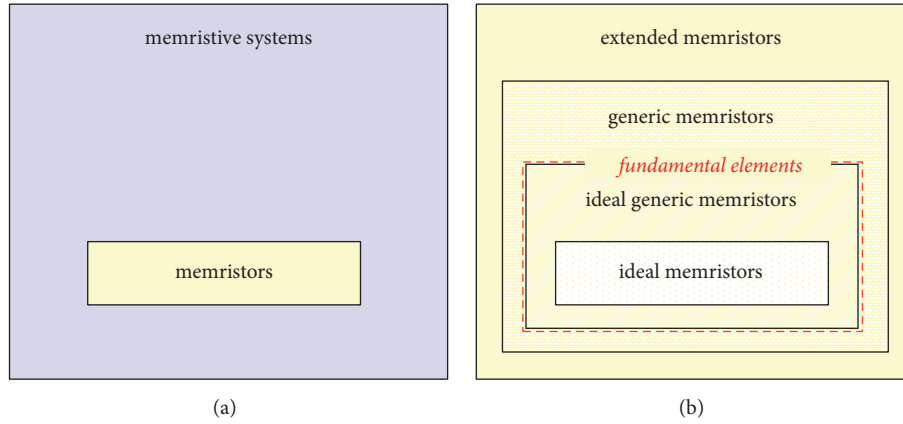 memristive systems
memristors
(a)
extended memristors
generic memristors
fundamental elements
ideal generic memristors
ideal memristors
(b)